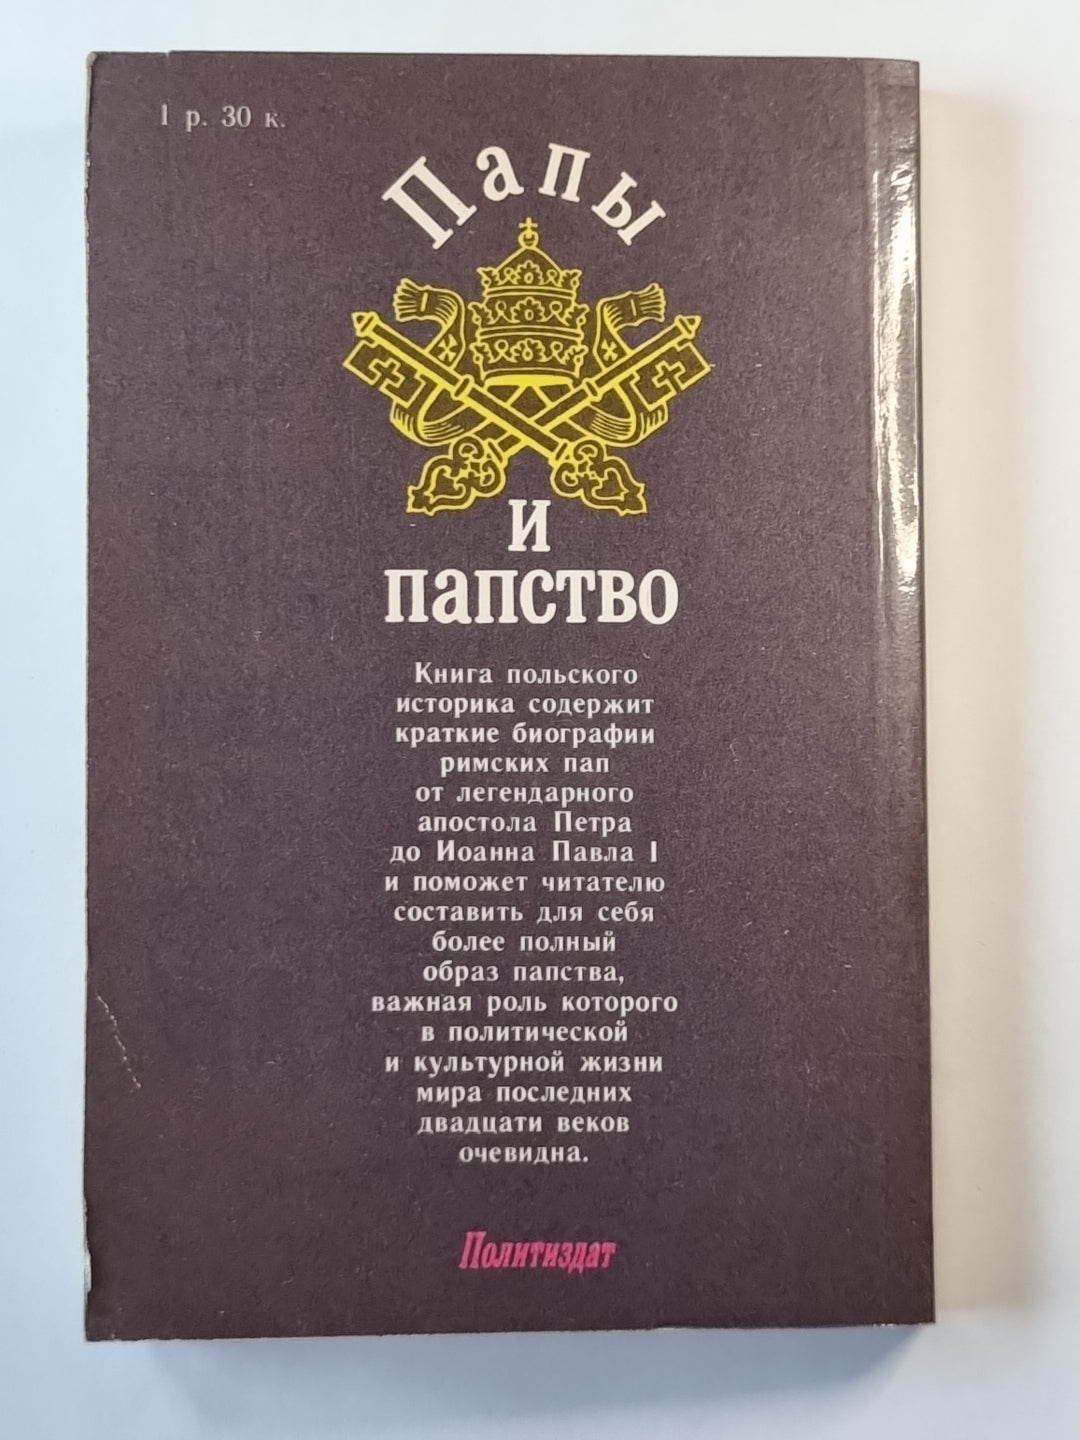 1 р. 30 к.
Папы
и
папство
Книга польского
историка содержит
краткие биографии
римских пап
от легендарного
апостола Петра
до Иоанна Павла I
и поможет читателю
составить для себя
более полный
образ папства,
важная роль которого
в политической
и культурной жизни
мира последних
двадцати веков
очевидна.
Политиздат